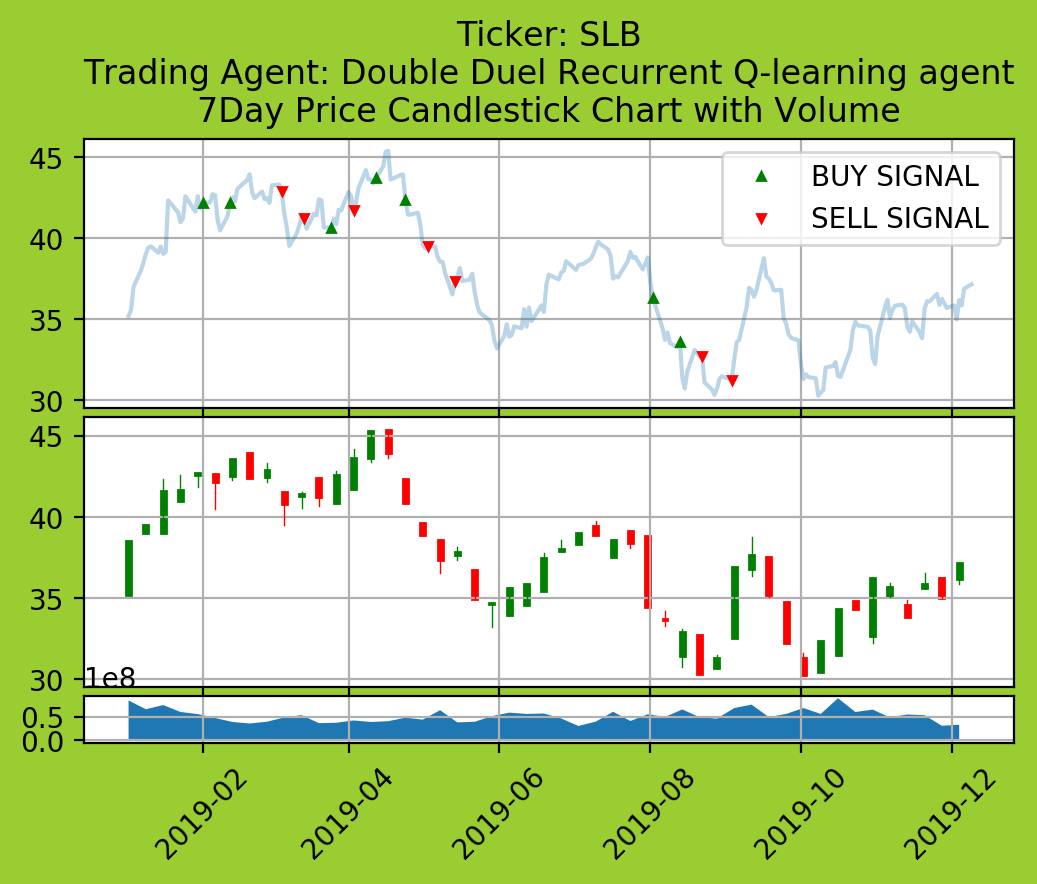 Ticker: SLB
Trading Agent: Double Duel Recurrent Q-learning agent
7Day Price Candlestick Chart with Volume
45
40
35
30
BUY SIGNAL
SELL SIGNAL
45
40
35
30
1e8
0.5
0.0
2019-02
2019-04
2019-06
2019-08
2019-10
2019-12